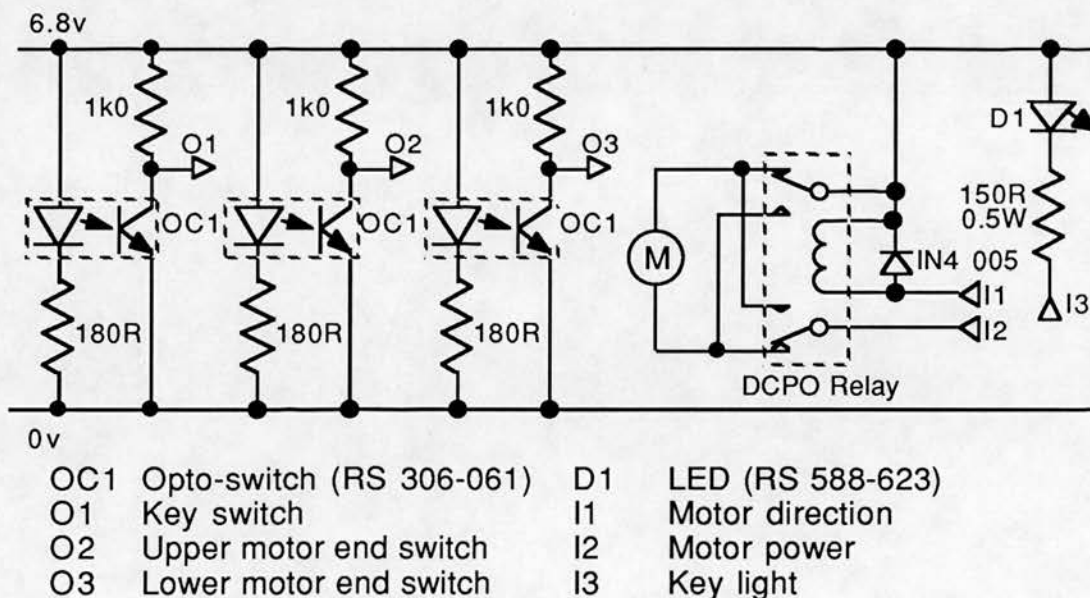 6.8v
1k0 1k0 1k0 D1
O1 O2 O3
150R
0.5W
OC1 OC1 OC1
M
IN4 005
I1 I3
180R 180R 180R I2
DCPO Relay
0v
OC1 Opto-switch (RS 306-061) D1 LED (RS 588-623)
O1 Key switch I1 Motor direction
O2 Upper motor end switch I2 Motor power
O3 Lower motor end switch I3 Key light